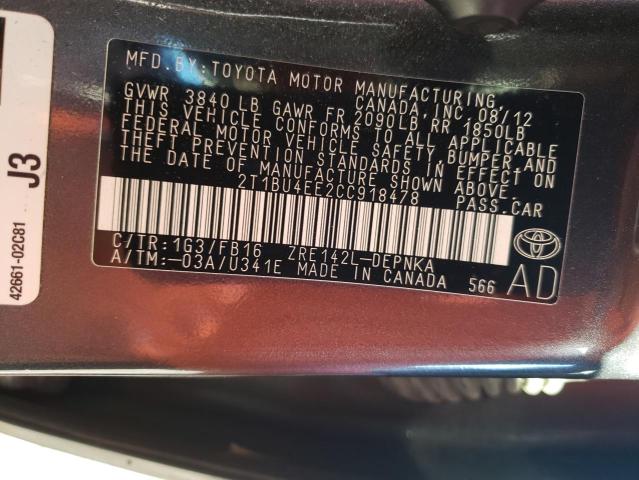 MFD.BY:TOYOTA MOTOR MANUFACTURING
CANADA, INC. 08/12
GVWR 3840 LB GAWR FR 2090LB RR 1850LB
THIS VEHICLE CONFORMS TO ALL APPLICABLE
FEDERAL MOTOR VEHICLE SAFETY,BUMPER,AND
THEFT PREVENTION STANDARDS IN EFFECT ON
THE DATE OF MANUFACTURE SHOWN ABOVE.
2T1BU4EE2CC918478 PASS.CAR
C/TR:1G3/FB16 ZRE142L-DEPNKA
A/TM:-03A/U341E MADE IN CANADA 566
AD
J3
42661-02C81